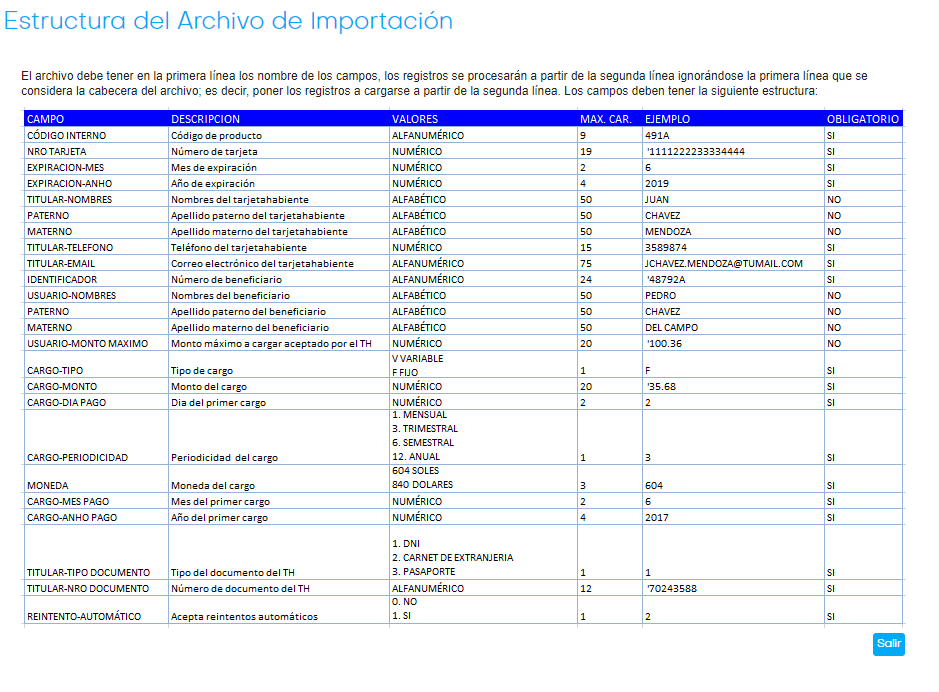 Estructura del Archivo de Importación
El archivo debe tener en la primera línea los nombre de los campos, los registros se procesarán a partir de la segunda línea ignorándose la primera línea que se
considera la cabecera del archivo; es decir, poner los registros a cargarse a partir de la segunda línea. Los campos deben tener la siguiente estructura:
CAMPO DESCRIPCION VALORES MAX. CAR. EJEMPLO OBLIGATORIO
CÓDIGO INTERNO Código de producto ALFANUMÉRICO 9 491A SI
NRO TARJETA Número de tarjeta NUMÉRICO 19 '1111222233334444 SI
EXPIRACION-MES Mes de expiración NUMÉRICO 2 6 SI
EXPIRACION-ANHO Año de expiración NUMÉRICO 4 2019 SI
TITULAR-NOMBRES Nombres del tarjetahabiente ALFABÉTICO 50 JUAN NO
PATERNO Apellido paterno del tarjetahabiente ALFABÉTICO 50 CHAVEZ NO
MATERNO Apellido materno del tarjetahabiente ALFABÉTICO 50 MENDOZA NO
TITULAR-TELEFONO Teléfono del tarjetahabiente NUMÉRICO 15 3589874 SI
TITULAR-EMAIL Correo electrónico del tarjetahabiente ALFANUMÉRICO 75 JCHAVEZ.MENDOZA@TUMAIL.COM SI
IDENTIFICADOR Número de beneficiario ALFANUMÉRICO 24 '48792A SI
USUARIO-NOMBRES Nombres del beneficiario ALFABÉTICO 50 PEDRO NO
PATERNO Apellido paterno del beneficiario ALFABÉTICO 50 CHAVEZ NO
MATERNO Apellido materno del beneficiario ALFABÉTICO 50 DEL CAMPO NO
USUARIO-MONTO MAXIMO Monto máximo a cargar aceptado por el TH NUMÉRICO 20 '100.36 NO
V VARIABLE
CARGO-TIPO Tipo de cargo F FIJO 1 F SI
CARGO-MONTO Monto del cargo NUMÉRICO 20 '35.68 SI
CARGO-DIA PAGO Dia del primer cargo NUMÉRICO 2 2 SI
1. MENSUAL
3. TRIMESTRAL
6. SEMESTRAL
CARGO-PERIODICIDAD Periodicidad del cargo 12. ANUAL 1 3 SI
604 SOLES
MONEDA Moneda del cargo 840 DOLARES 3 604 SI
CARGO-MES PAGO Mes del primer cargo NUMÉRICO 2 6 SI
CARGO-ANHO PAGO Año del primer cargo NUMÉRICO 4 2017 SI
1. DNI
2. CARNET DE EXTRANJERIA
TITULAR-TIPO DOCUMENTO Tipo del documento del TH 3. PASAPORTE 1 1 SI
TITULAR-NRO DOCUMENTO Número de documento del TH ALFANUMÉRICO 12 '70243588 SI
0. NO
REINTENTO-AUTOMÁTICO Acepta reintentos automáticos 1. SI 1 2 SI
Salir